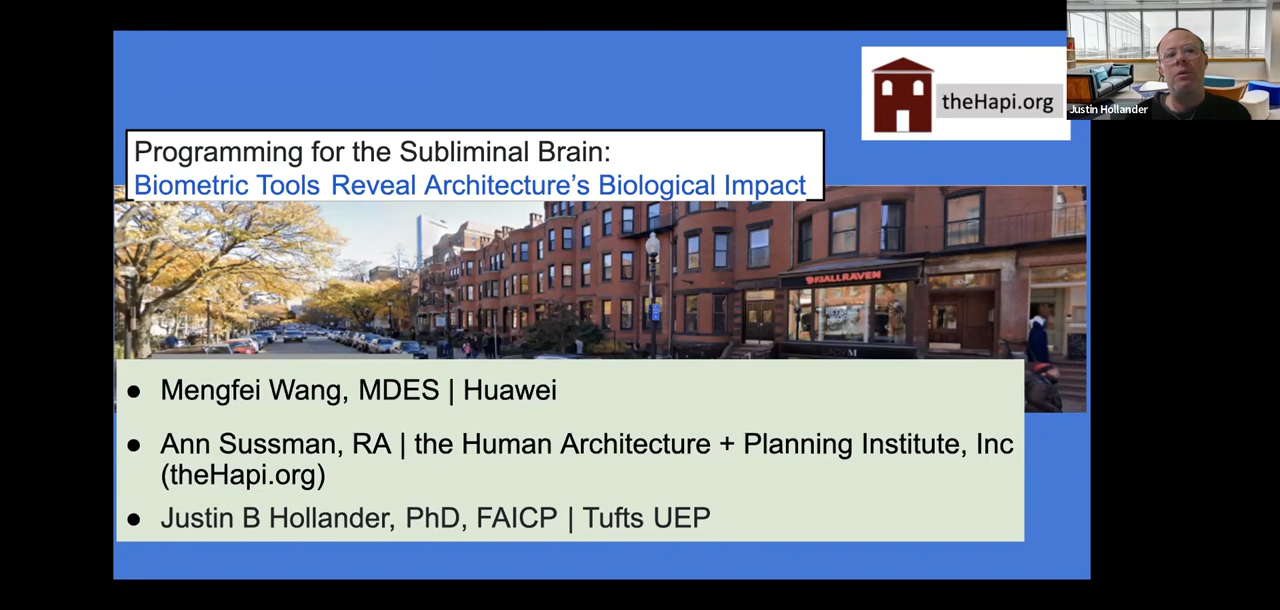 theHapi.org
Justin Hollander
Programming for the Subliminal Brain:
Biometric Tools Reveal Architecture's Biological Impact
FJALLRAVEN
● Mengfei Wang, MDES | Huawei
● Ann Sussman, RA | the Human Architecture + Planning Institute, Inc
(theHapi.org)
● Justin B Hollander, PhD, FAICP | Tufts UEP